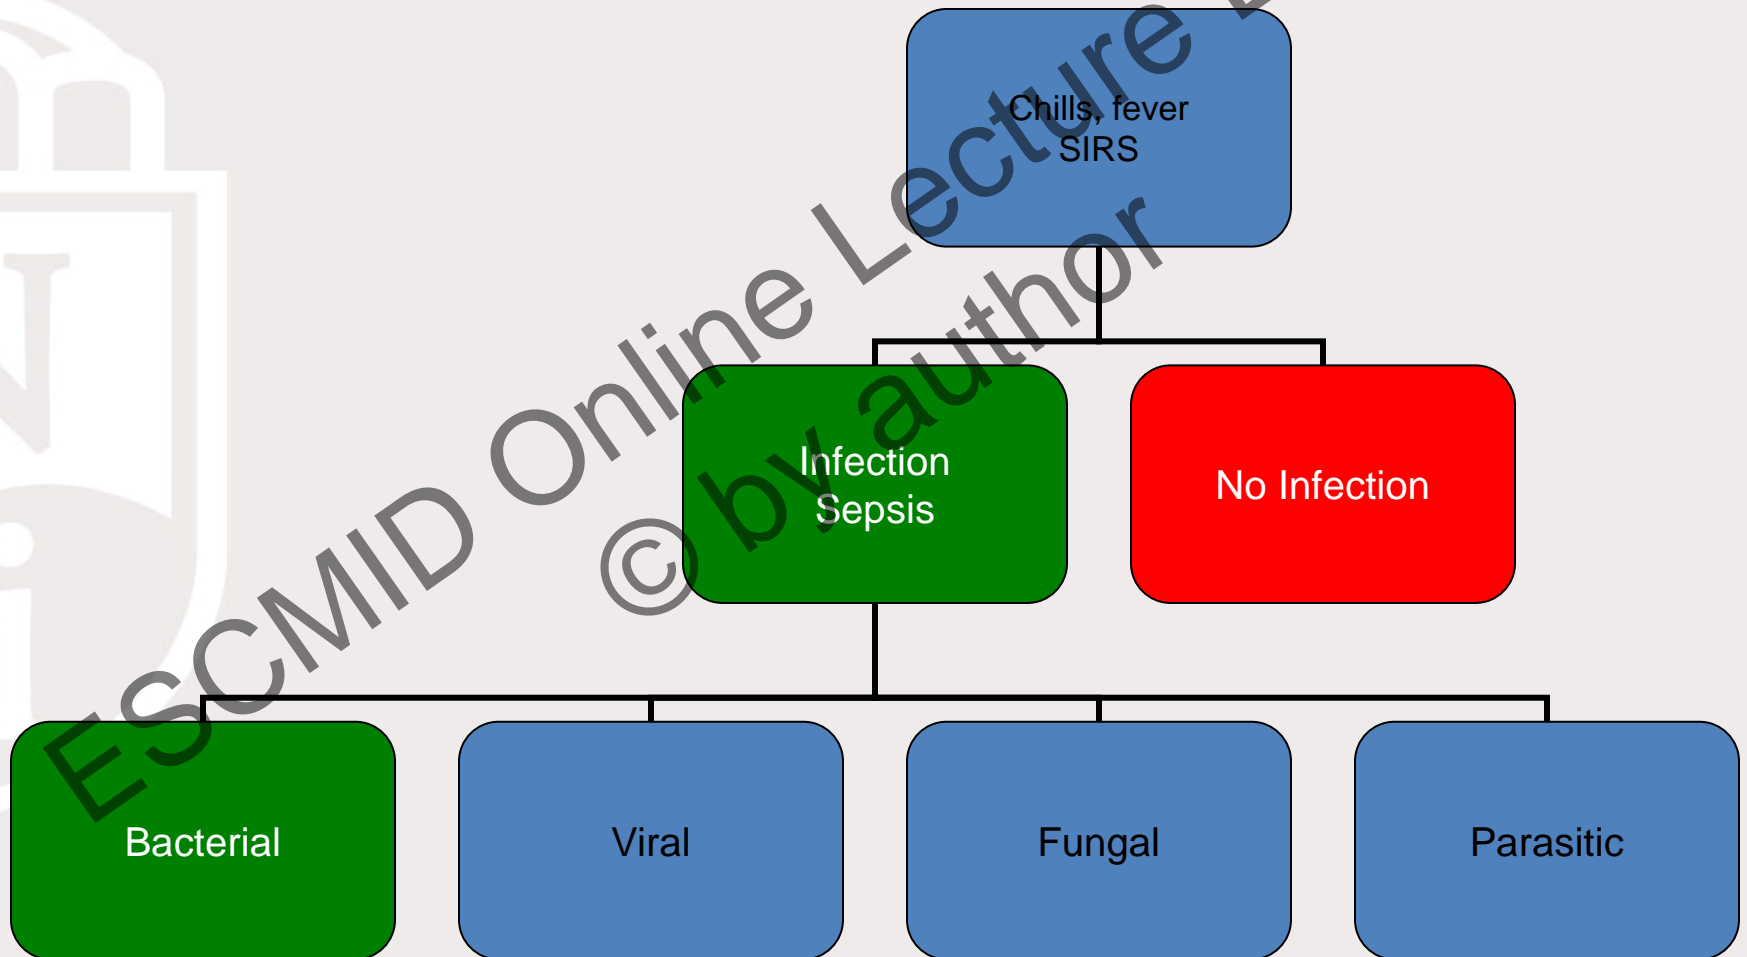 Chills, fever
SIRS
Infection
Sepsis
No Infection
Bacterial
Viral
Fungal
Parasitic
ESCMID Online Lecture
© by author